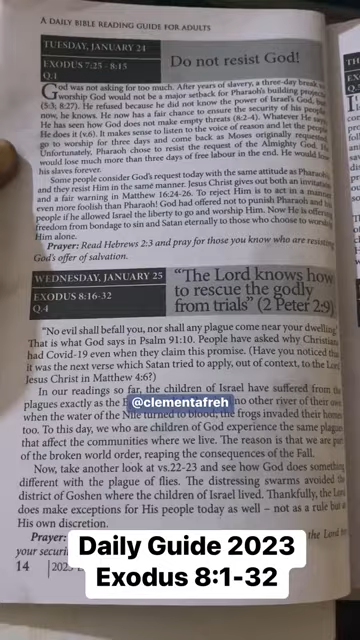 A DAILY BIBLE READING GUIDE FOR ADULTS
TUESDAY, JANUARY 24
EXODUS 7:25 - 8:15
Q.1
Do not resist God!
God was not asking for too much. After years of slavery, a three-day break to
worship God would not be a major setback for Pharaoh's building projects
(5:3; 8:27). He refused because he did not know the power of Israel's God, but
now, he knows. He now has a fair chance to ensure the security of his people.
He has seen how God does not make empty threats (8:2-4). Whatever He says
He does it (v.6). It makes sense to listen to the voice of reason and let the people
go to worship for three days and come back as Moses originally requested.
Unfortunately, Pharaoh chose to resist the request of the Almighty God.
would lose much more than three days of free labour in the end. He would lose
his slaves forever.
Some people consider God's request today with the same attitude as Pharaoh's
and they resist Him in the same manner. Jesus Christ gives out both an invitation
and a fair warning in Matthew 16:24-26. To reject Him is to act in a manner
even more foolish than Pharaoh! God had offered not to punish Pharaoh and his
people if he allowed Israel the liberty to go and worship Him. Now He is offering
freedom from bondage to sin and Satan eternally to those who choose to worship
Him alone.
Prayer: Read Hebrews 2:3 and pray for those you know who are resisting
God's offer of salvation.
WEDNESDAY, JANUARY 25
EXODUS 8:16-32
Q.4
"The Lord knows how
to rescue the godly
from trials" (2 Peter 2:9)
"No evil shall befall you, nor shall any plague come near your dwelling"
That is what God says in Psalm 91:10. People have asked why Christians
had Covid-19 even when they claim this promise. (Have you noticed that
it was the next verse which Satan tried to apply, out of context, to the Lord
Jesus Christ in Matthew 4:6?)
In our readings so far, the children of Israel have suffered from the
plagues exactly as the no other river of their own
when the water of the Nile turned to blood; the frogs invaded their homes
too. To this day, we who are children of God experience the same plagues
that affect the communities where we live. The reason is that we are part
of the broken world order, reaping the consequences of the Fall.
Now, take another look at vs.22-23 and see how God does something
different with the plague of flies. The distressing swarms avoided the
district of Goshen where the children of Israel lived. Thankfully, the Lord
does make exceptions for His people today as well – not as a rule but at
His own discretion.
Prayer: the Lord for
your securi
14 | 2023
@clementafreh
Daily Guide 2023
Exodus 8:1-32